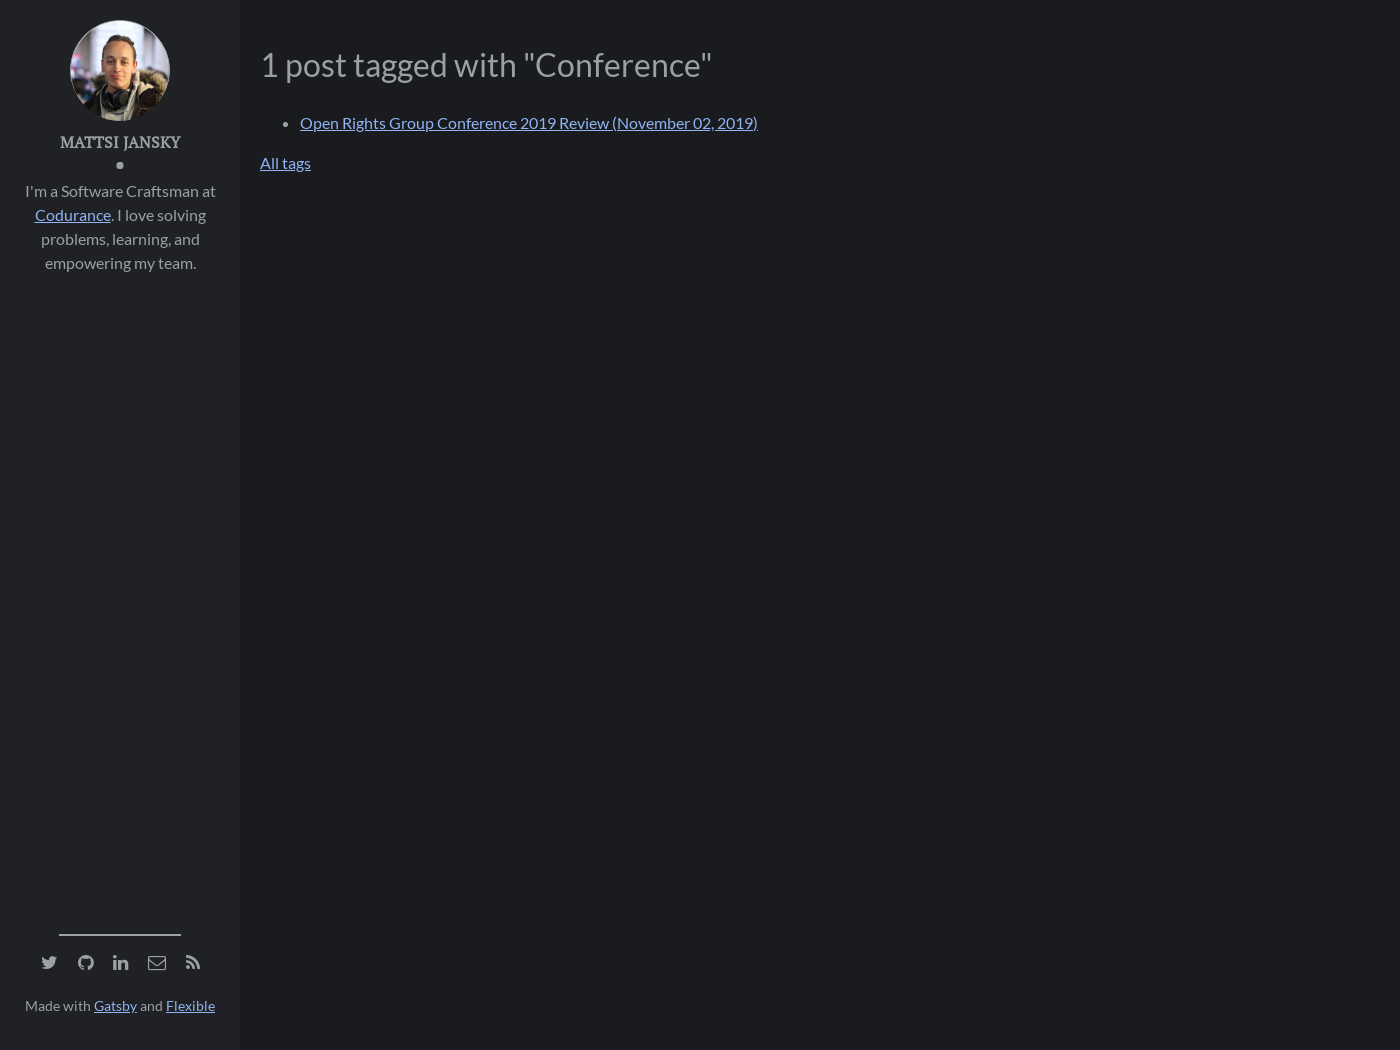 MATTSI JANSKY
I'm a Software Craftsman at
Codurance. I love solving
problems, learning, and
empowering my team.
Made with Gatsby and Flexible
1 post tagged with "Conference"
Open Rights Group Conference 2019 Review (November 02, 2019)
All tags